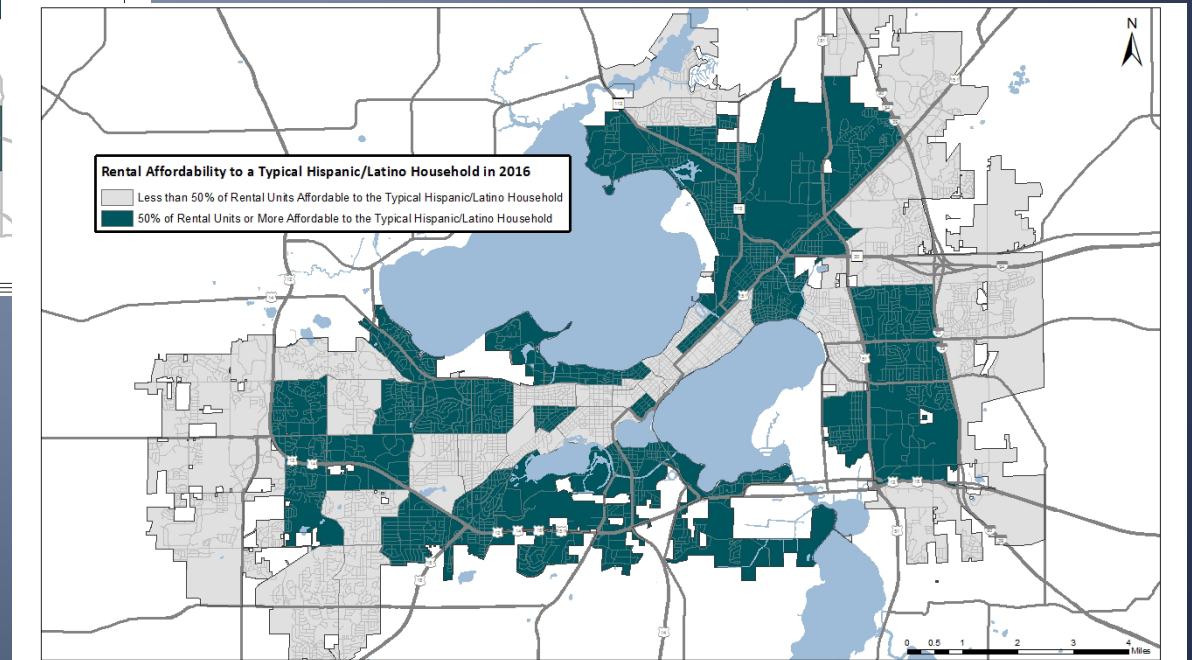 N
Rental Affordability to a Typical Hispanic/Latino Household in 2016
Less than 50% of Rental Units Affordable to the Typical Hispanic/Latino Household
50% of Rental Units or More Affordable to the Typical Hispanic/Latino Household
0 0.5 1 2 3 4
Miles